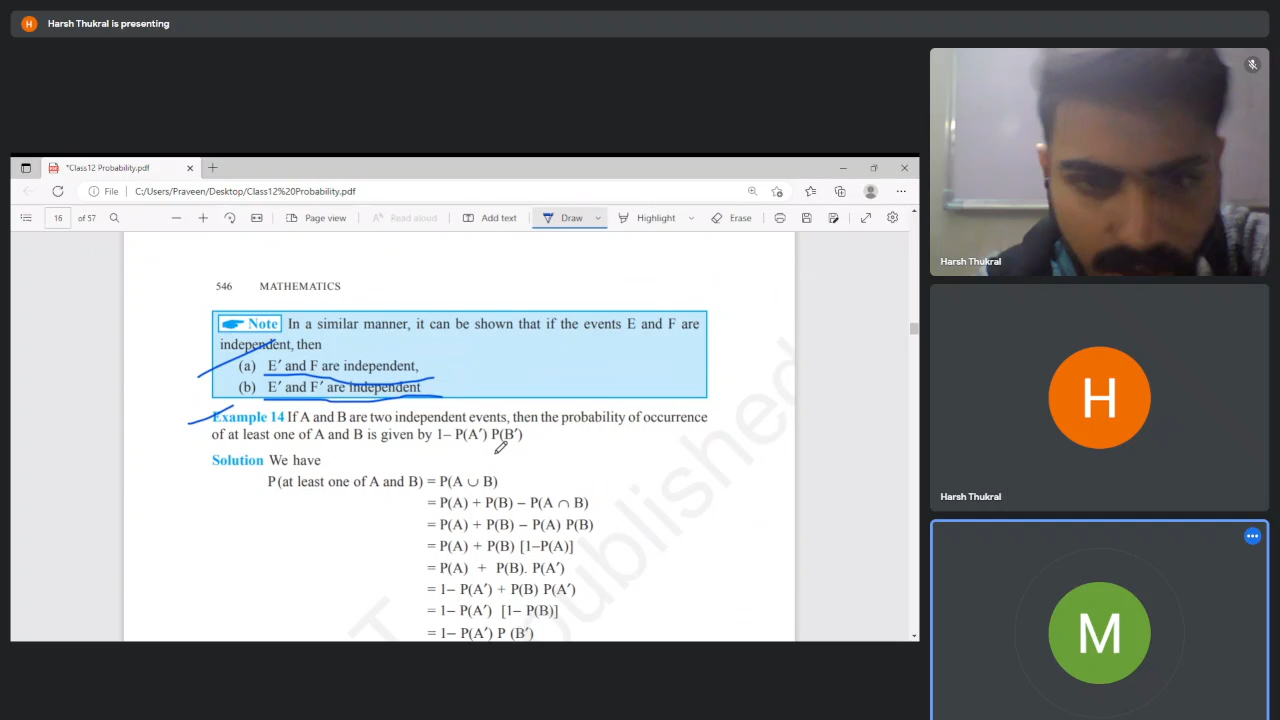 H Harsh Thukral is presenting
*Class12 Probability.pdf
File C:/Users/Praveen/Desktop/Class12%20Probability.pdf
16 of 57 Page view Read aloud Add text Draw Highlight Erase
546 MATHEMATICS
Note In a similar manner, it can be shown that if the events E and F are
independent, then
(a) E′ and F are independent,
(b) E′ and F′ are independent
Example 14 If A and B are two independent events, then the probability of occurrence
of at least one of A and B is given by 1– P(A′) P(B′)
Solution We have
P (at least one of A and B) = P(A ∪ B)
= P(A) + P(B) − P(A ∩ B)
= P(A) + P(B) − P(A) P(B)
= P(A) + P(B) [1−P(A)]
= P(A) + P(B). P(A′)
= 1− P(A′) + P(B) P(A′)
= 1− P(A′) [1− P(B)]
= 1− P(A′) P (B′)
Published
Harsh Thukral
H
Harsh Thukral
M